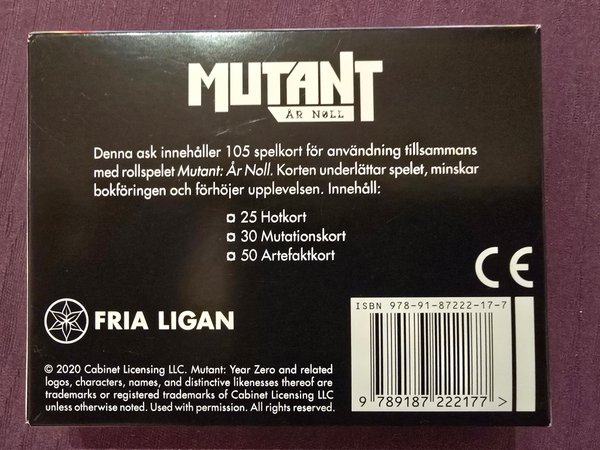 MUTANT
ÅR NØLL
Denna ask innehåller 105 spelkort för användning tillsammans
med rollspelet Mutant: År Noll. Korten underlättar spelet, minskar
bokföringen och förhöjer upplevelsen. Innehåll:
25 Hotkort
30 Mutationskort
50 Artefaktkort
CE
ISBN 978-91-87222-17-7
FRIA LIGAN
© 2020 Cabinet Licensing LLC. Mutant: Year Zero and related
logos, characters, names, and distinctive likenesses thereof are
trademarks or registered trademarks of Cabinet Licensing LLC
unless otherwise noted. Used with permission. All rights reserved.
9 789187 222177 >